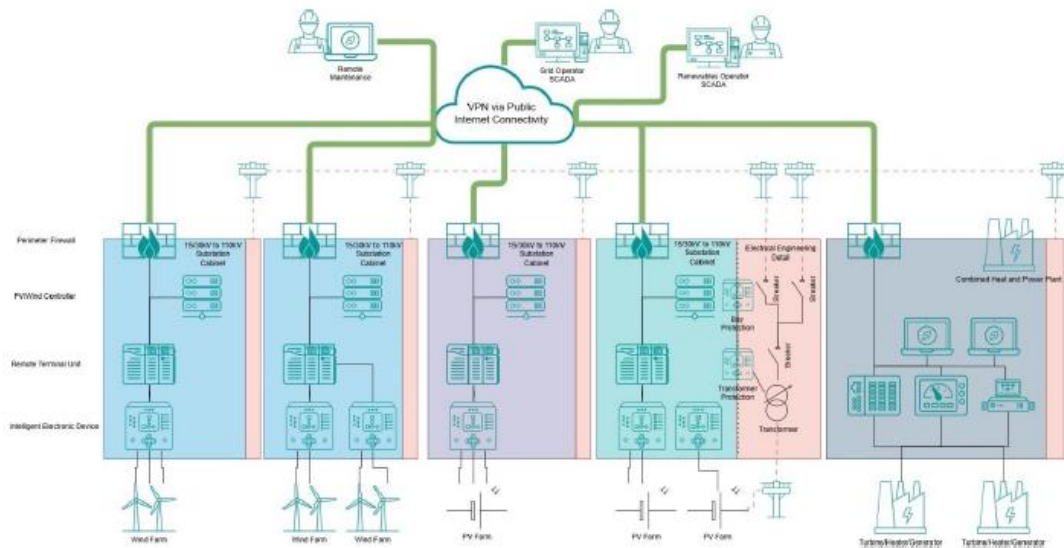 Remote
Maintenance
Grid Operator
SCADA
Renewables Operator
SCADA
VPN via Public
Internet Connectivity
Perimeter Firewall
15/30kV to 110kV
Substation
Cabinet
15/30kV to 110kV
Substation
Cabinet
15/30kV to 110kV
Substation
Cabinet
15/30kV to 110kV
Substation
Cabinet
Electrical Engineering
Detail
Combined Heat and Power Plant
PV/Wind Controller
Breaker
Breaker
Bay
Protection
Remote Terminal Unit
Breaker
Transformer
Protection
Intelligent Electronic Device
Transformer
Wind Farm
Wind Farm
Wind Farm
PV Farm
PV Farm
PV Farm
Turbine/Heater/Generator
Turbine/Heater/Generator